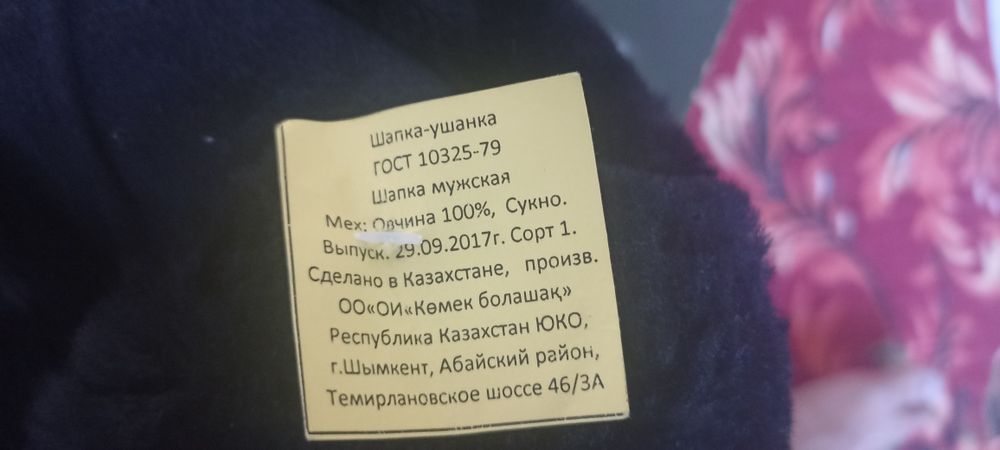 Шапка-ушанка
ГОСТ 10325-79
Шапка мужская
Мех: Овчина 100%, Сукно.
Выпуск. 29.09.2017г. Сорт 1.
Сделано в Казахстане, произв.
ОО«ОИ«Көмек болашақ»
Республика Казахстан ЮКО,
г.Шымкент, Абайский район,
Темирлановское шоссе 46/3А